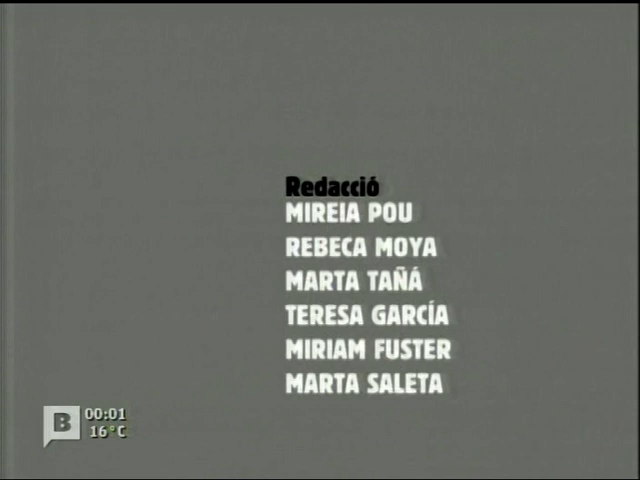 Redacció
MIREIA POU
REBECA MOYA
MARTA TAÑÁ
TERESA GARCÍA
MIRIAM FUSTER
MARTA SALETA
B
00:01
16°C